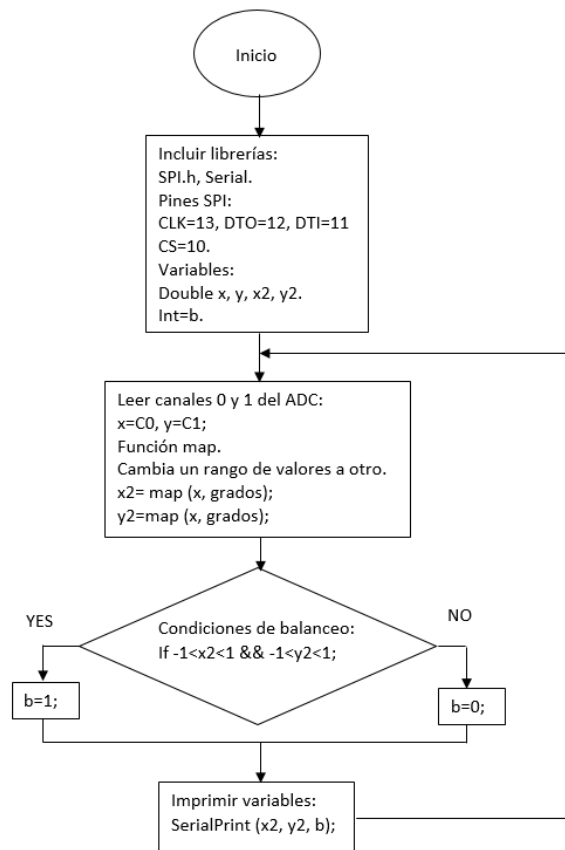 Inicio
Incluir librerías:
SPI.h, Serial.
Pines SPI:
CLK=13, DTO=12, DTI=11
CS=10.
Variables:
Double x, y, x2, y2.
Int=b.
Leer canales 0 y 1 del ADC:
x=C0, y=C1;
Función map.
Cambia un rango de valores a otro.
x2= map (x, grados);
y2=map (x, grados);
YES
NO
Condiciones de balanceo:
If -1<x2<1 && -1<y2<1;
b=1;
b=0;
Imprimir variables:
SerialPrint (x2, y2, b);